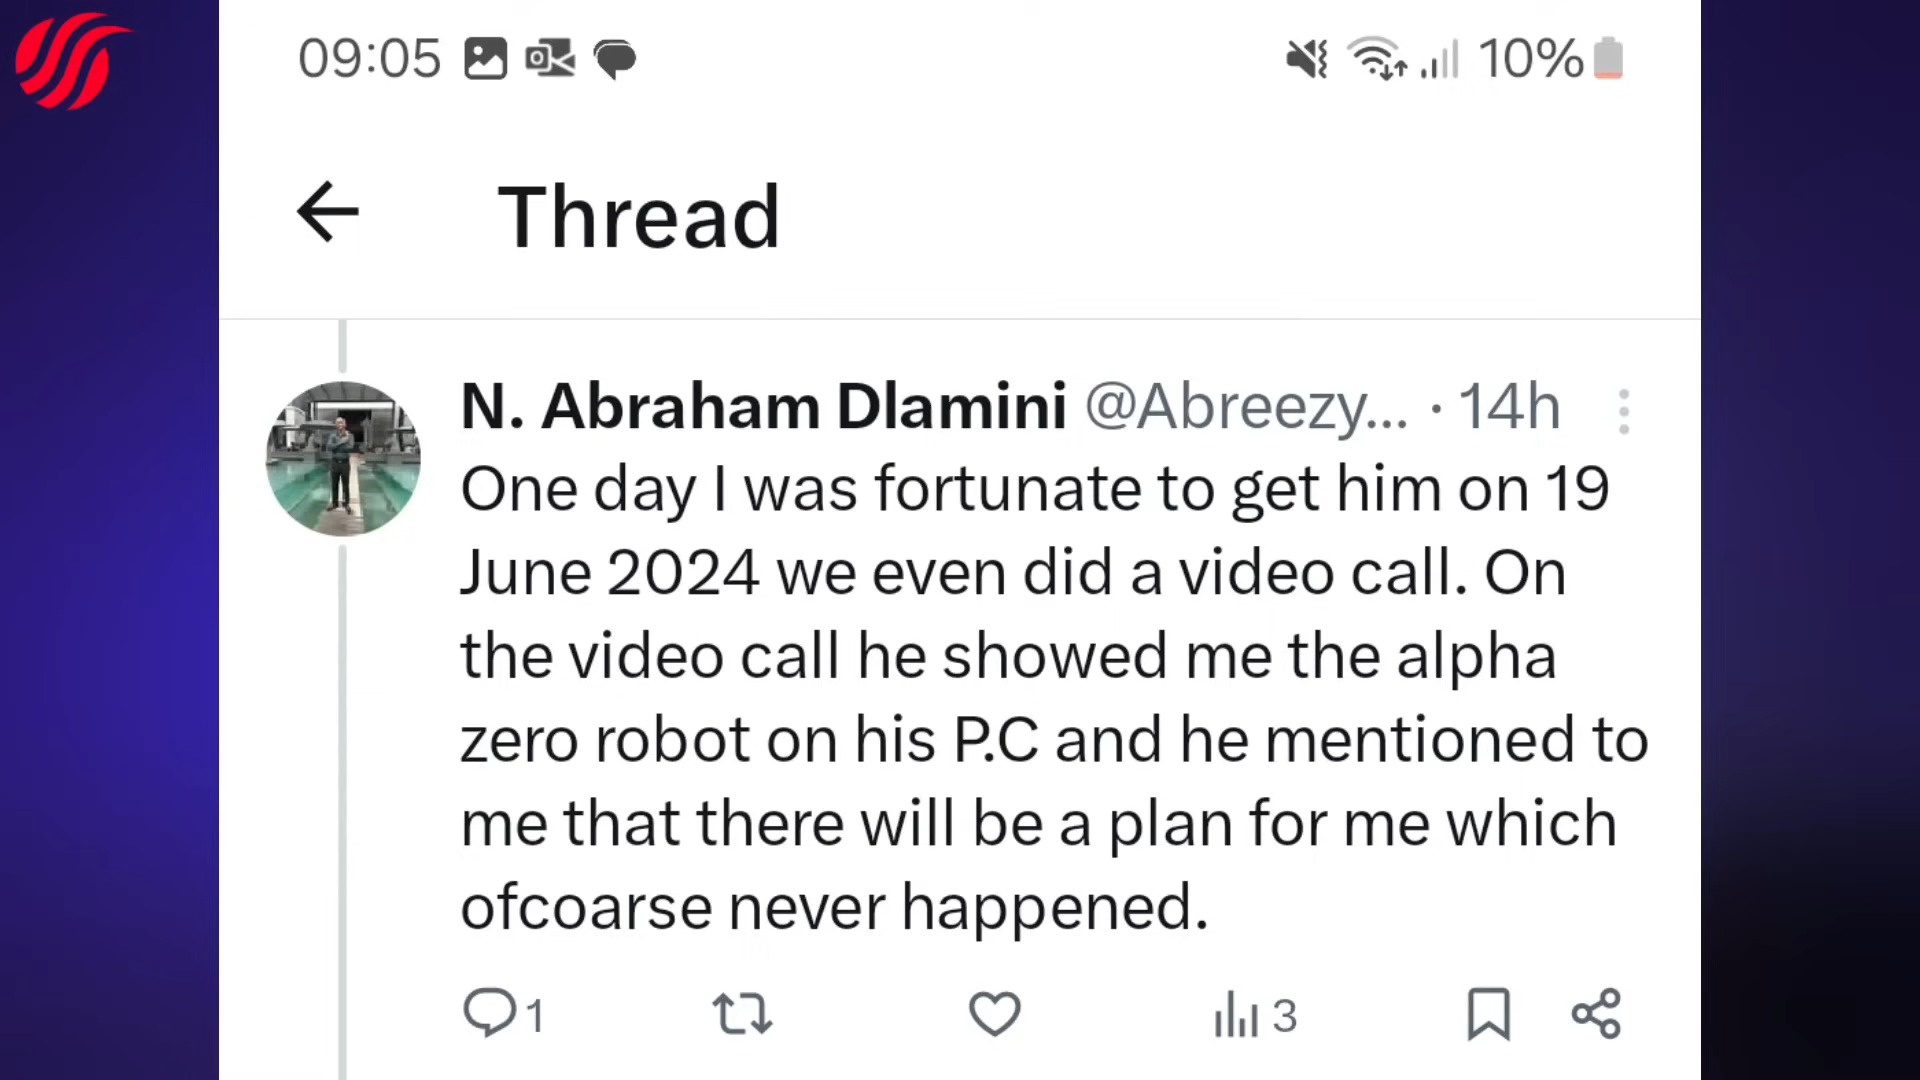 09:05
10%
Thread
N. Abraham Dlamini @Abreezy... · 14h
One day I was fortunate to get him on 19
June 2024 we even did a video call. On
the video call he showed me the alpha
zero robot on his P.C and he mentioned to
me that there will be a plan for me which
ofcoarse never happened.
1
3